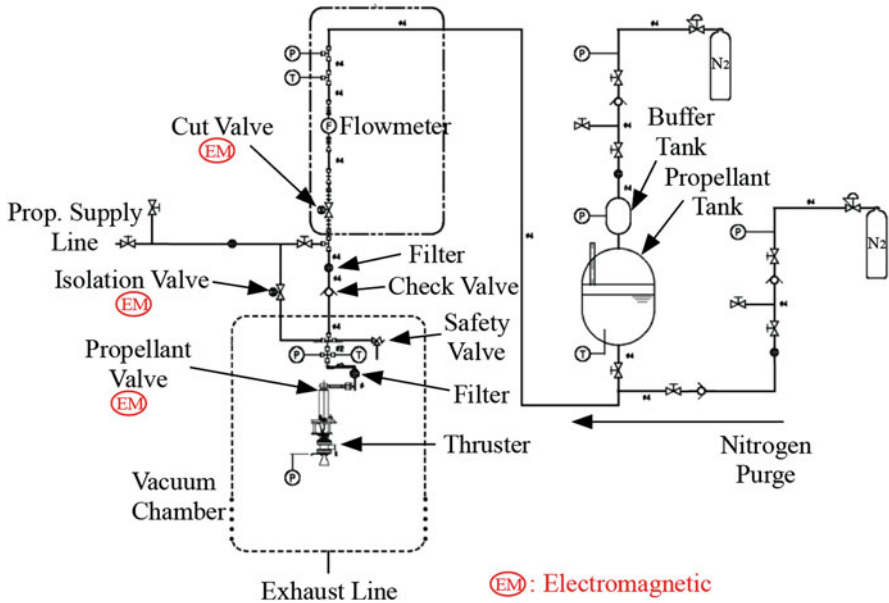 P
T
F
Flowmeter
Cut Valve
EM
Prop. Supply
Line
Isolation Valve
EM
Filter
Check Valve
Safety
Valve
P
T
Propellant
Valve
EM
Filter
Thruster
P
Vacuum
Chamber
Exhaust Line
P
N2
Buffer
Tank
Propellant
Tank
P
T
P
N2
Nitrogen
Purge
EM : Electromagnetic